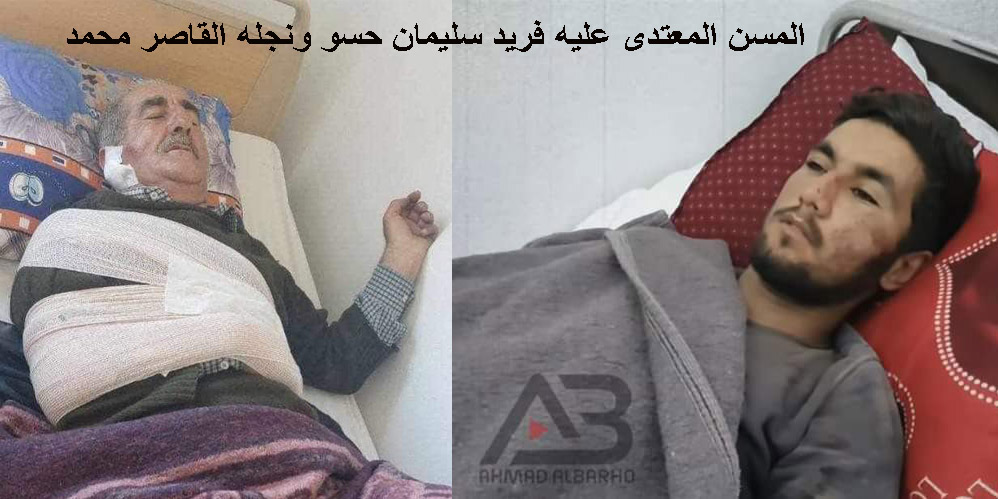 المسن المعتدى عليه فريد سليمان حسو ونجله القاصر محمد
AB
AHMAD ALBARHO